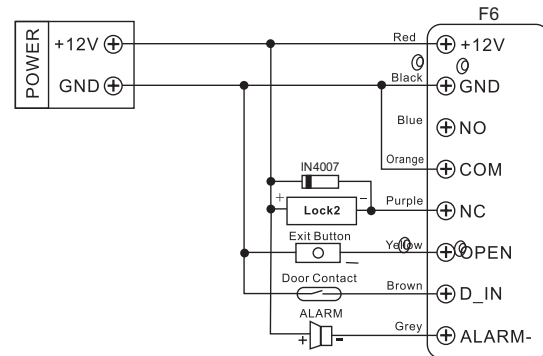 F6
POWER
+12V
GND
Red
+12V
Black
GND
Blue
NO
Orange
COM
IN4007
+ Lock2 -
Purple
NC
Exit Button
Yellow
OPEN
Door Contact
Brown
D_IN
ALARM
+ -
Grey
ALARM-